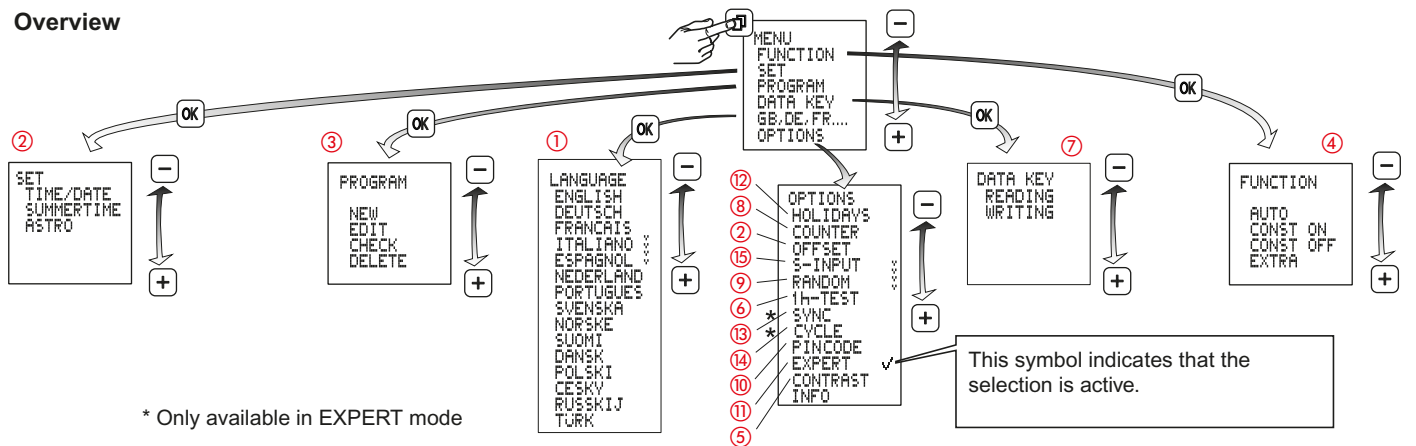 Overview
MENU
FUNCTION
SET
PROGRAM
DATA KEY
GB,DE,FR....
OPTIONS
−
+
OK
OK
OK
OK
②
SET
TIME/DATE
SUMMERTIME
ASTRO
−
+
③
PROGRAM
NEW
EDIT
CHECK
DELETE
−
+
①
LANGUAGE
ENGLISH
DEUTSCH
FRANCAIS
ITALIANO
ESPAGNOL
NEDERLAND
PORTUGUES
SVENSKA
NORSKE
SUOMI
DANSK
POLSKI
CESKY
RUSSKIJ
TÜRK
−
+
OPTIONS
⑫ HOLIDAYS
⑧ COUNTER
② OFFSET
⑮ S-INPUT
⑨ RANDOM
⑥ 1h-TEST
⑬ * SYNC
⑭ * CYCLE
⑩ PINCODE
⑪ EXPERT ✓
⑤ CONTRAST
INFO
−
+
⑦
DATA KEY
READING
WRITING
−
+
④
FUNCTION
AUTO
CONST ON
CONST OFF
EXTRA
−
+
This symbol indicates that the
selection is active.
* Only available in EXPERT mode